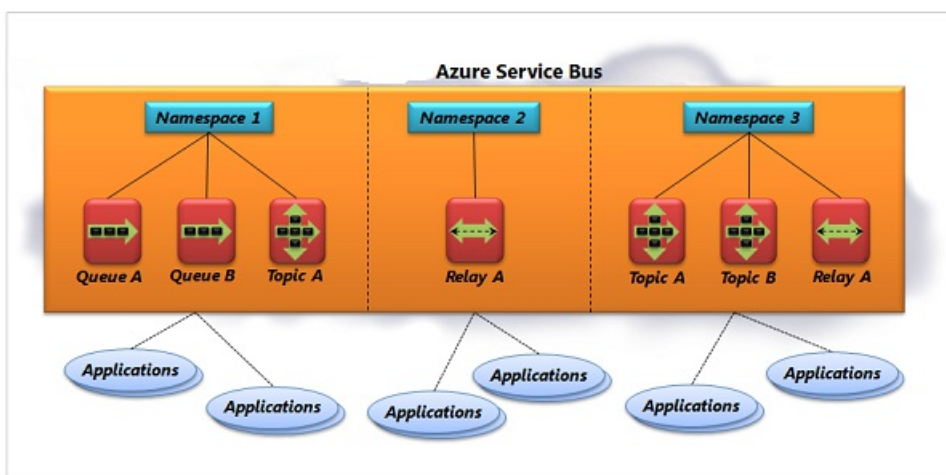 Azure Service Bus
Namespace 1
Namespace 2
Namespace 3
Queue A
Queue B
Topic A
Relay A
Topic A
Topic B
Relay A
Applications
Applications
Applications
Applications
Applications
Applications